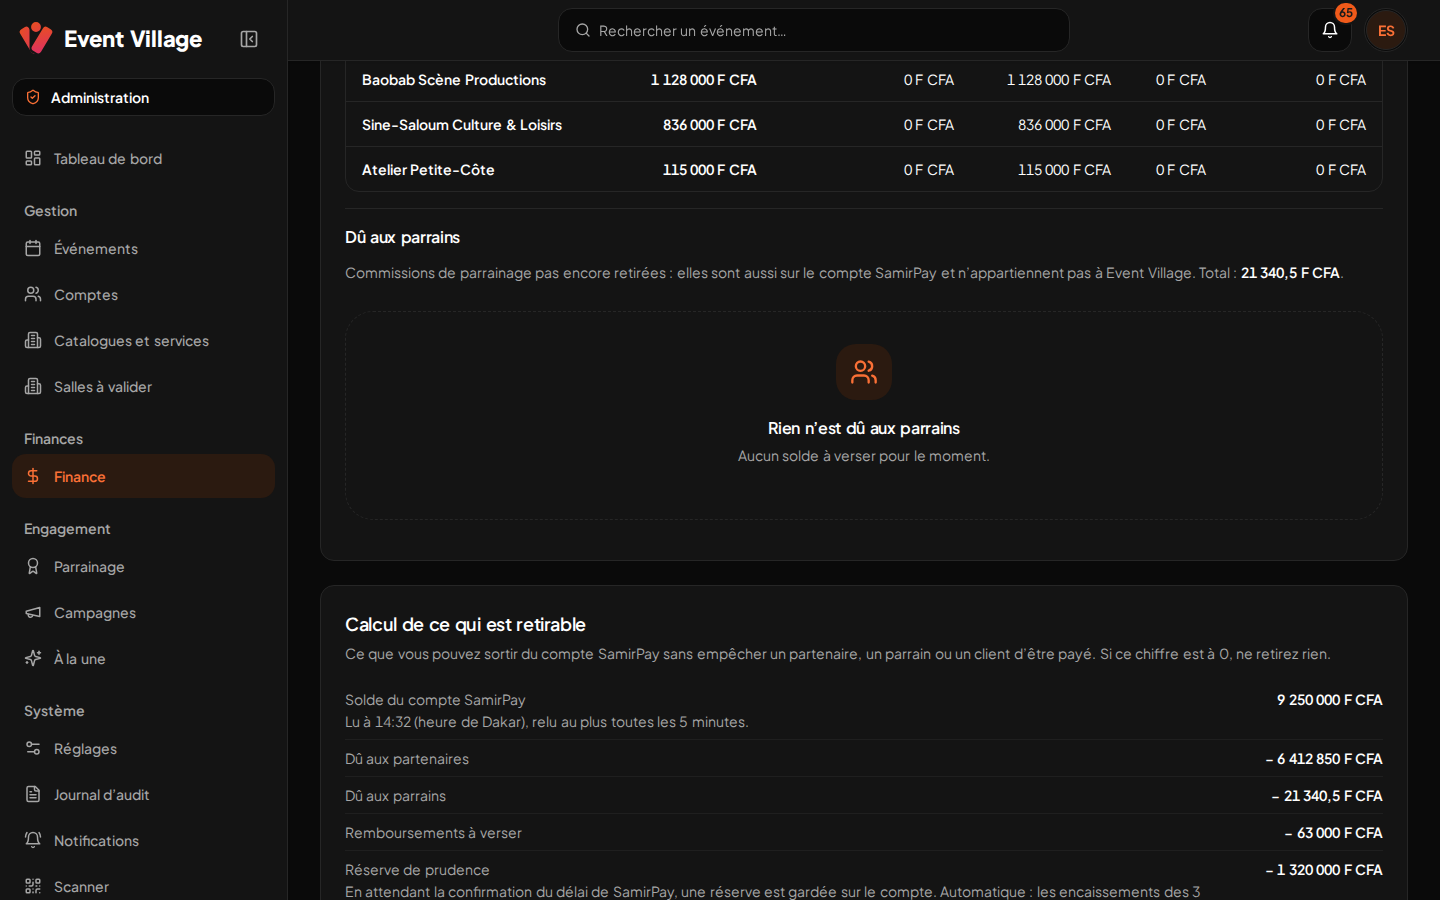 Event Village
Rechercher un événement...
65
ES
Administration
Tableau de bord
Gestion
Événements
Comptes
Catalogues et services
Salles à valider
Finances
Finance
Engagement
Parrainage
Campagnes
À la une
Système
Réglages
Journal d'audit
Notifications
Scanner
Baobab Scène Productions 1 128 000 F CFA 0 F CFA 1 128 000 F CFA 0 F CFA 0 F CFA
Sine-Saloum Culture & Loisirs 836 000 F CFA 0 F CFA 836 000 F CFA 0 F CFA 0 F CFA
Atelier Petite-Côte 115 000 F CFA 0 F CFA 115 000 F CFA 0 F CFA 0 F CFA
Dû aux parrains
Commissions de parrainage pas encore retirées : elles sont aussi sur le compte SamirPay et n'appartiennent pas à Event Village. Total : 21 340,5 F CFA.
Rien n'est dû aux parrains
Aucun solde à verser pour le moment.
Calcul de ce qui est retirable
Ce que vous pouvez sortir du compte SamirPay sans empêcher un partenaire, un parrain ou un client d'être payé. Si ce chiffre est à 0, ne retirez rien.
Solde du compte SamirPay 9 250 000 F CFA
Lu à 14:32 (heure de Dakar), relu au plus toutes les 5 minutes.
Dû aux partenaires – 6 412 850 F CFA
Dû aux parrains – 21 340,5 F CFA
Remboursements à verser – 63 000 F CFA
Réserve de prudence – 1 320 000 F CFA
En attendant la confirmation du délai de SamirPay, une réserve est gardée sur le compte. Automatique : les encaissements des 3